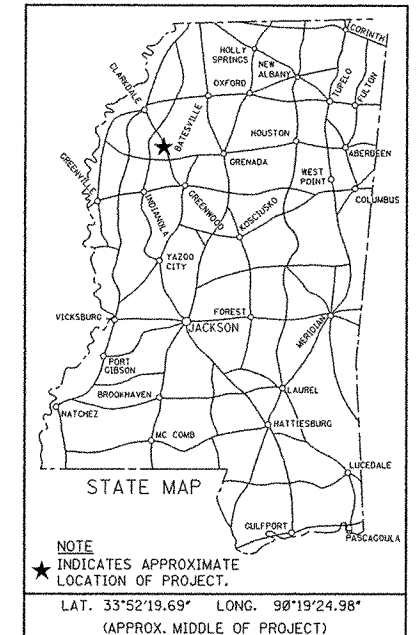 CORINTH
HOLLY
SPRINGS
NEW
ALBANY
CLARKDALE
OXFORD
TUPELO
FULTON
BATESVILLE
HOUSTON
ABERDEEN
GRENADA
GREENVILLE
WEST
POINT
COLUMBUS
INDIANOLA
GREENWOOD
KOSCIUSKO
YAZOO
CITY
VICKSBURG
FOREST
JACKSON
MERIDIAN
PORT
GIBSON
BROOKHAVEN
LAUREL
NATCHEZ
HATTIESBURG
MC COMB
LUCEDALE
STATE MAP
GULFPORT
PASCAGOULA
NOTE
★ INDICATES APPROXIMATE
LOCATION OF PROJECT.
LAT. 33°52'19.69" LONG. 90°19'24.98"
(APPROX. MIDDLE OF PROJECT)